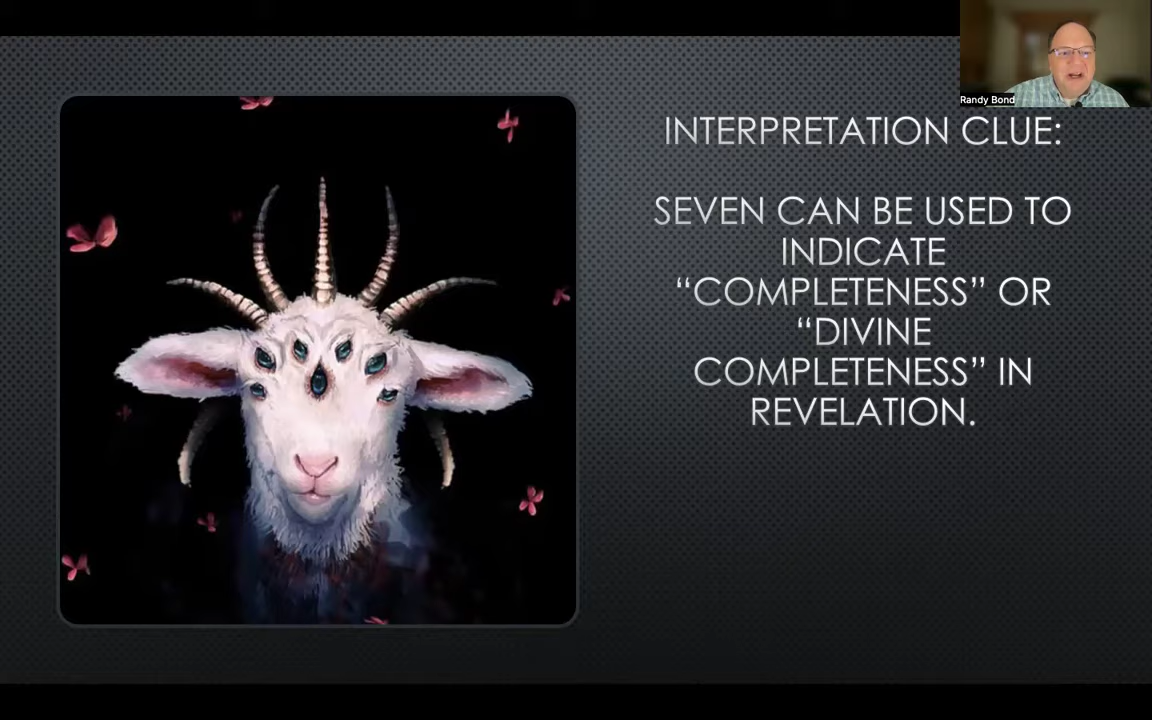 Randy Bond
INTERPRETATION CLUE:
SEVEN CAN BE USED TO
INDICATE
“COMPLETENESS” OR
“DIVINE
COMPLETENESS” IN
REVELATION.